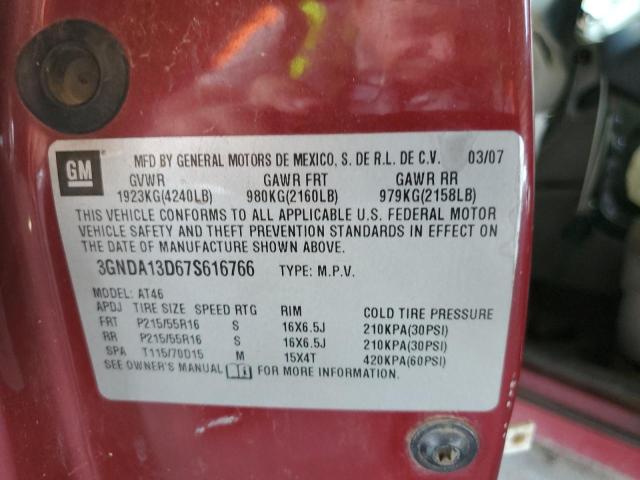 GM
MFD BY GENERAL MOTORS DE MEXICO, S. DE R.L. DE C.V. 03/07
GVWR GAWR FRT GAWR RR
1923KG(4240LB) 980KG(2160LB) 979KG(2158LB)
THIS VEHICLE CONFORMS TO ALL APPLICABLE U.S. FEDERAL MOTOR
VEHICLE SAFETY AND THEFT PREVENTION STANDARDS IN EFFECT ON
THE DATE OF MANUFACTURE SHOWN ABOVE.
3GNDA13D67S616766 TYPE: M.P.V.
MODEL: AT46
APDJ TIRE SIZE SPEED RTG RIM COLD TIRE PRESSURE
FRT P215/55R16 S 16X6.5J 210KPA(30PSI)
RR P215/55R16 S 16X6.5J 210KPA(30PSI)
SPA T115/70D15 M 15X4T 420KPA(60PSI)
SEE OWNER'S MANUAL FOR MORE INFORMATION.